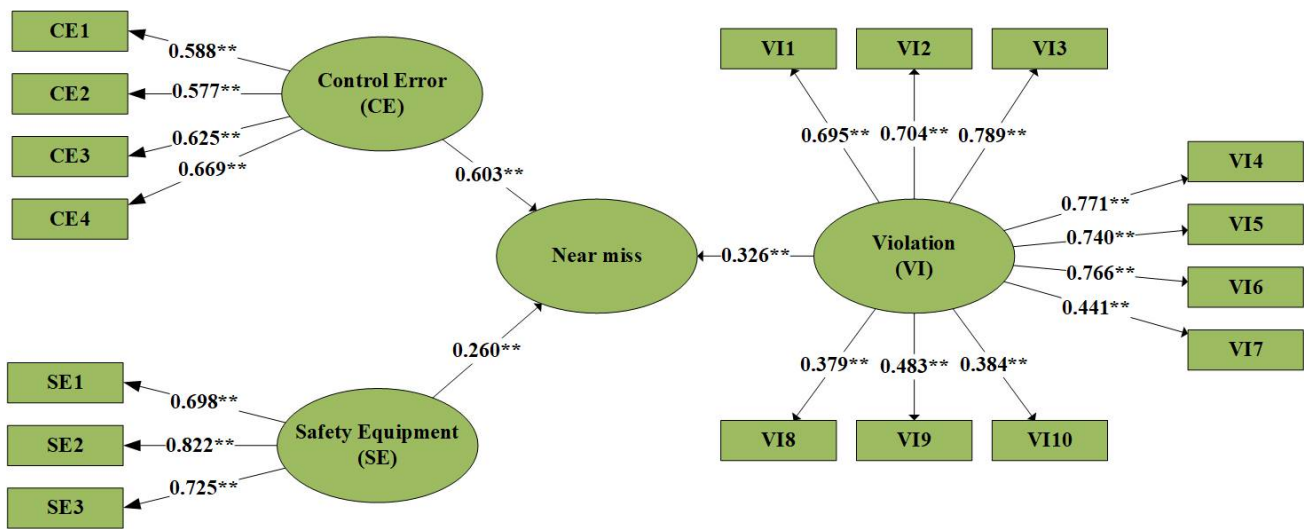 CE1
0.588**
CE2
0.577**
CE3
0.625**
CE4
0.669**
Control Error
(CE)
0.603**
Near miss
0.326**
0.260**
SE1
0.698**
SE2
0.822**
SE3
0.725**
Safety Equipment
(SE)
VI1
VI2
VI3
0.695**
0.704**
0.789**
Violation
(VI)
VI4
0.771**
VI5
0.740**
VI6
0.766**
VI7
0.441**
0.379**
0.483**
0.384**
VI8
VI9
VI10